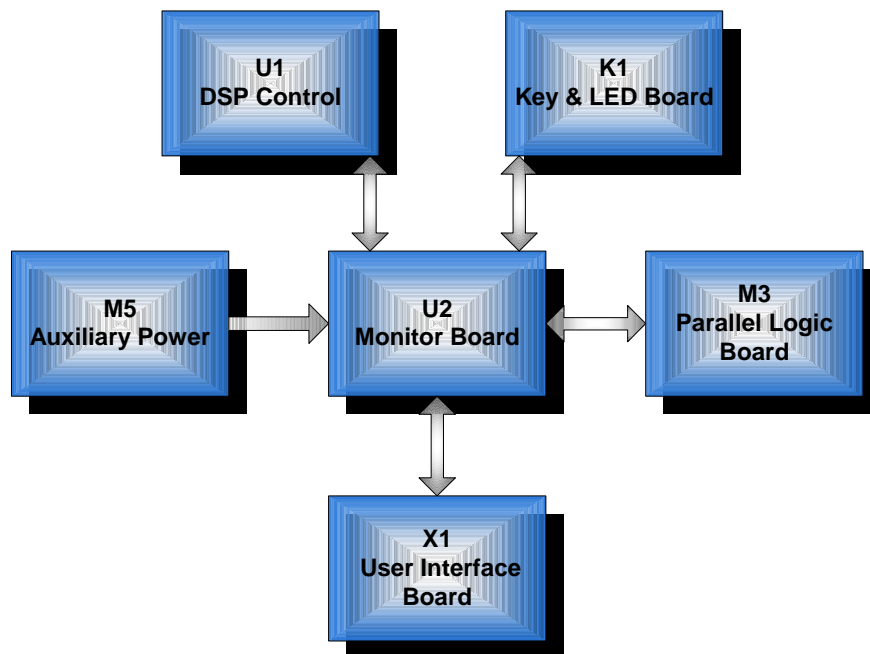 U1
DSP Control
K1
Key & LED Board
M5
Auxiliary Power
U2
Monitor Board
M3
Parallel Logic
Board
X1
User Interface
Board